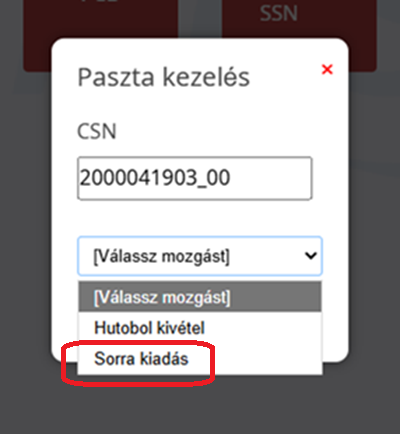 SSN
Paszta kezelés
×
CSN
2000041903_00
[Válassz mozgást]
[Válassz mozgást]
Hutobol kivétel
Sorra kiadás